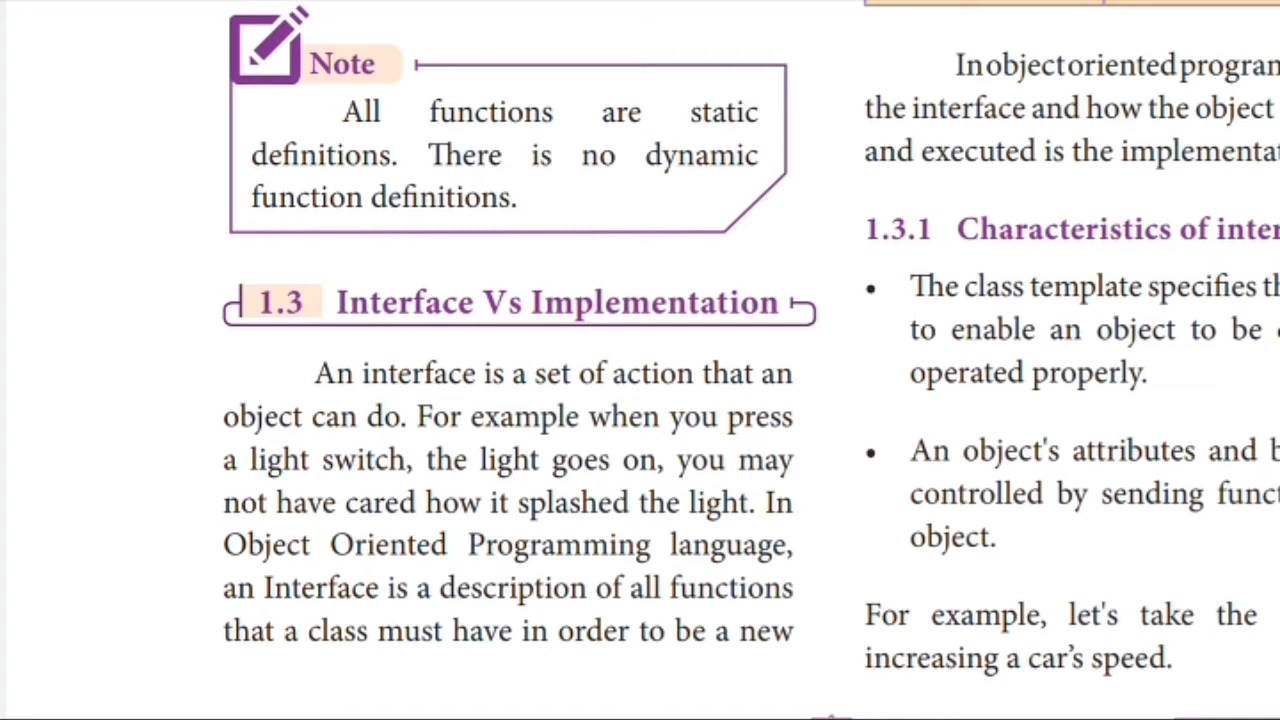 Note
All functions are static
definitions. There is no dynamic
function definitions.
1.3 Interface Vs Implementation
An interface is a set of action that an
object can do. For example when you press
a light switch, the light goes on, you may
not have cared how it splashed the light. In
Object Oriented Programming language,
an Interface is a description of all functions
that a class must have in order to be a new
In object oriented
the interface and how the object
and executed is the
1.3.1 Characteristics of
The class template specifies
to enable an object to be
operated properly.
An object's attributes and
controlled by sending
object.
For example, let's take the
increasing a car's speed.